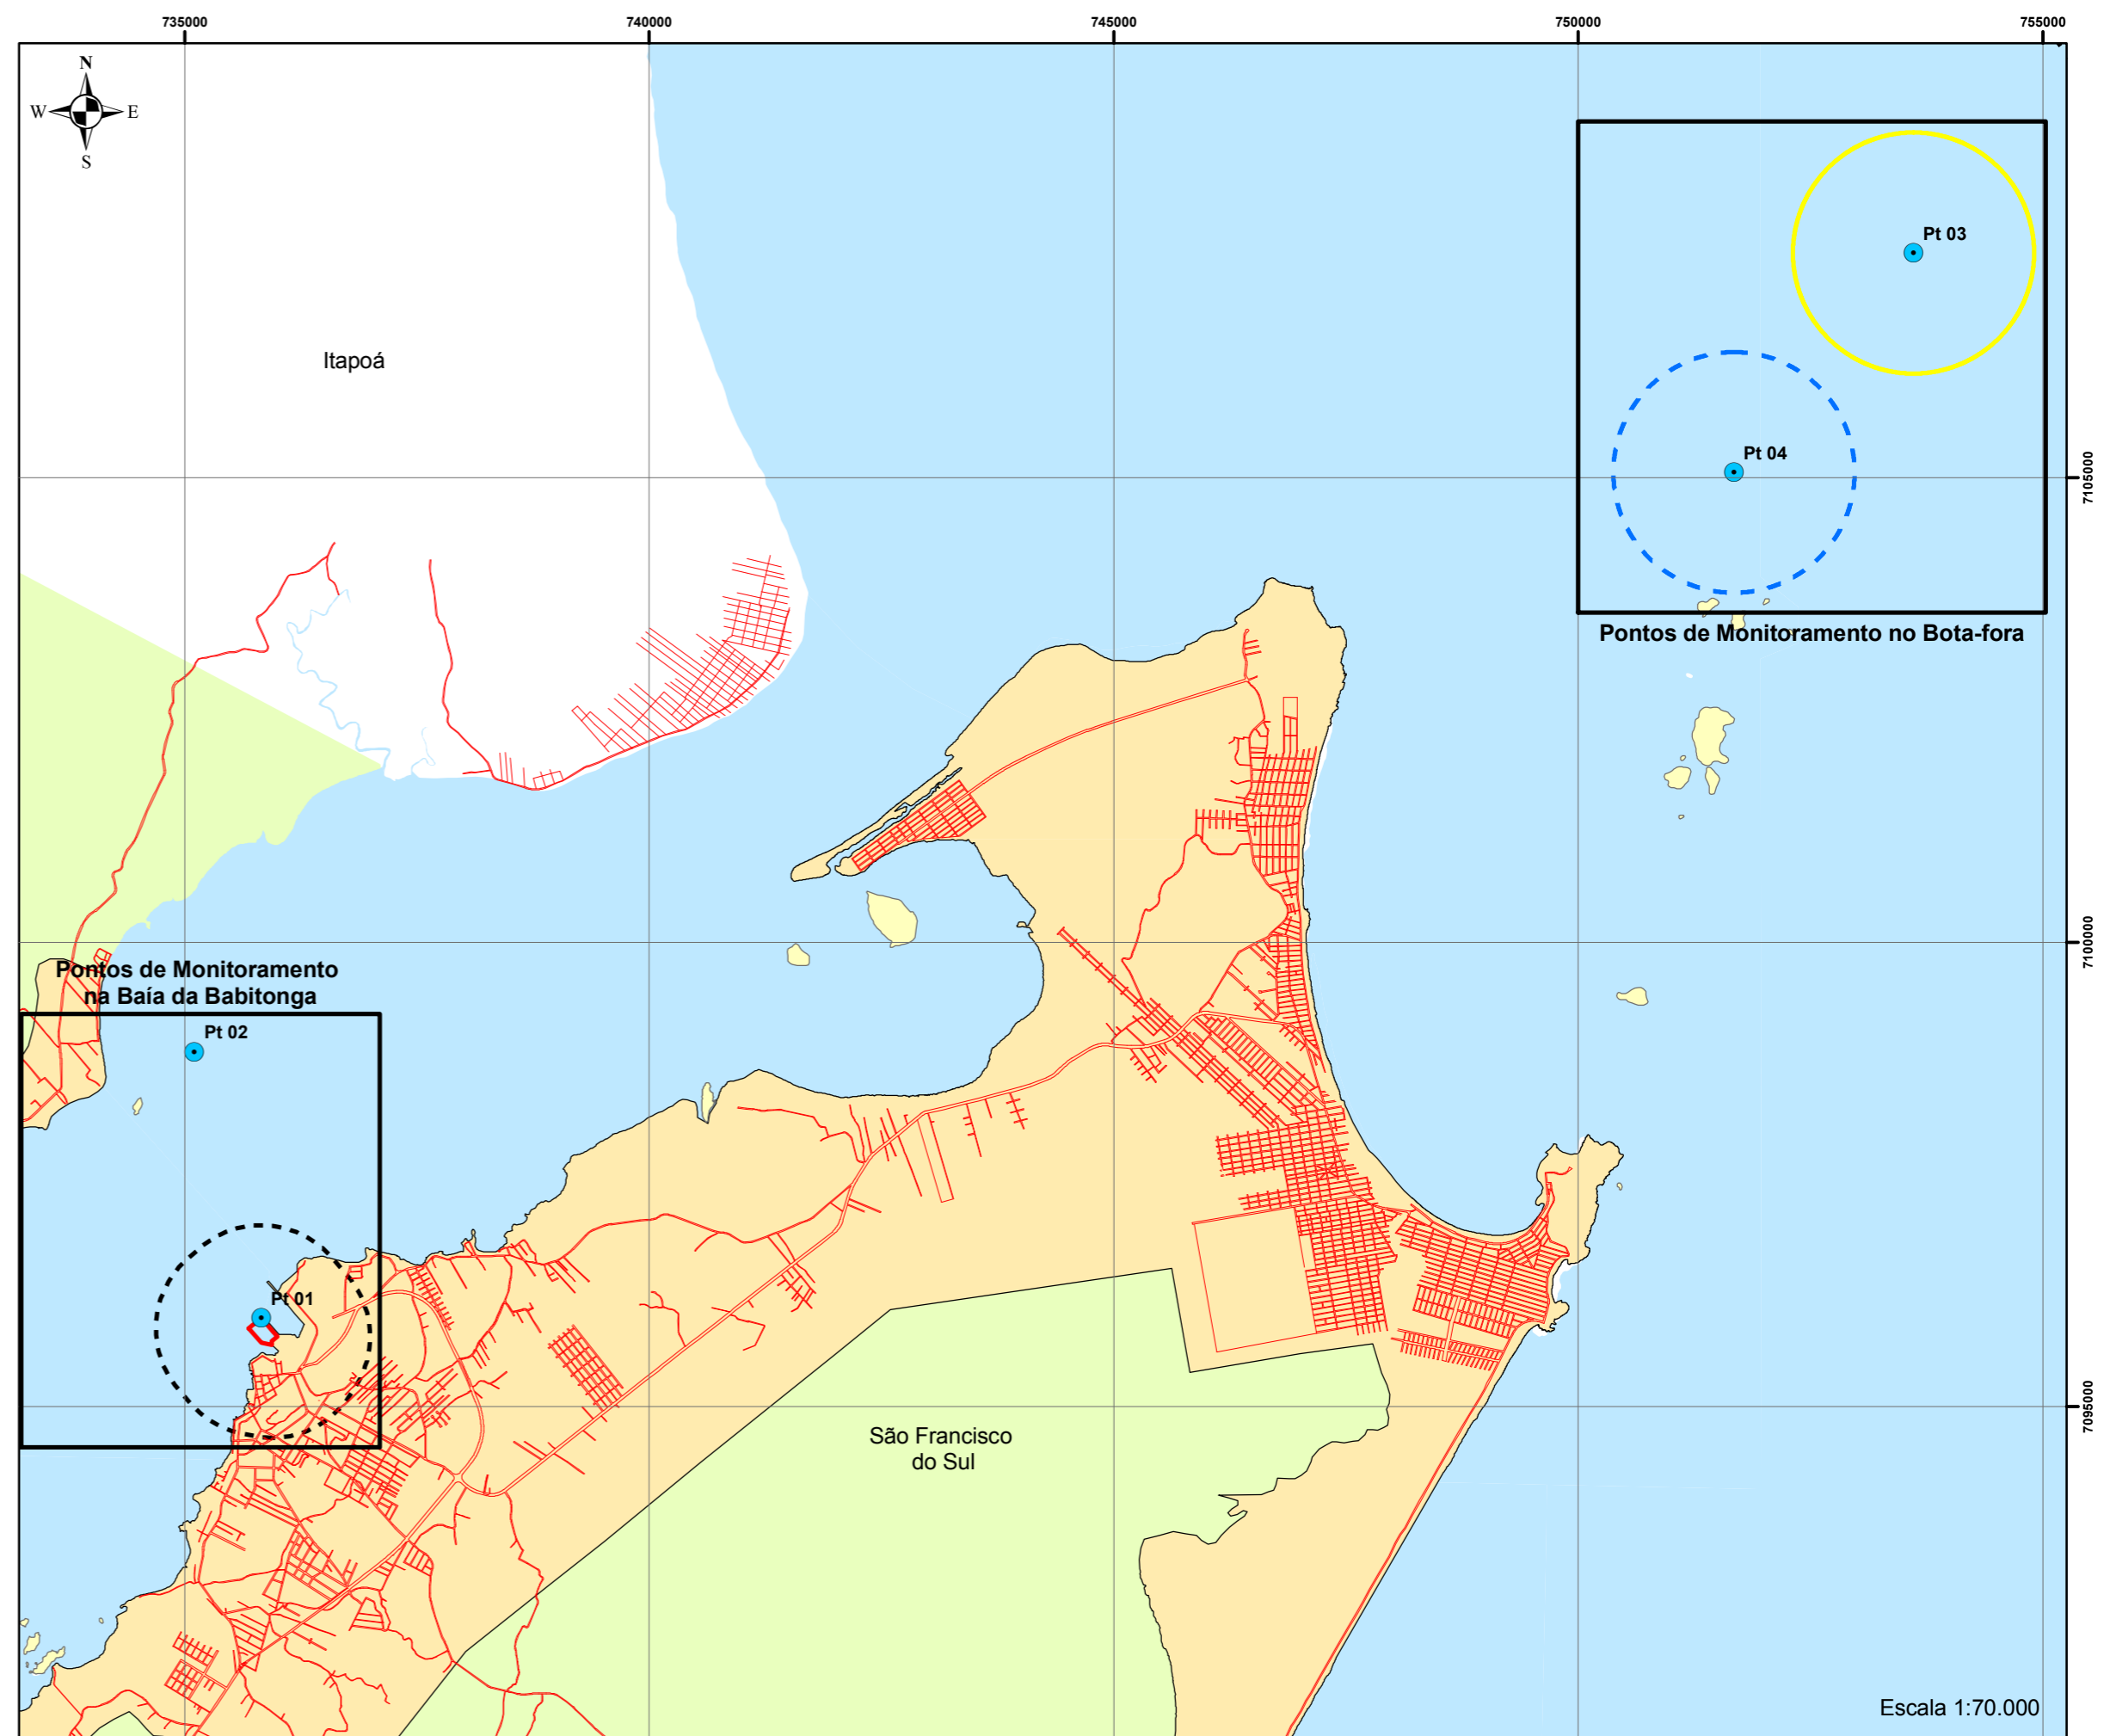 735000
740000
745000
750000
755000
N
W
E
S
Pt 03
Itapoá
Pt 04
7105000
Pontos de Monitoramento no Bota-fora
7100000
Pontos de Monitoramento
na Baía da Babitonga
Pt 02
Pt 01
7095000
São Francisco
do Sul
Escala 1:70.000